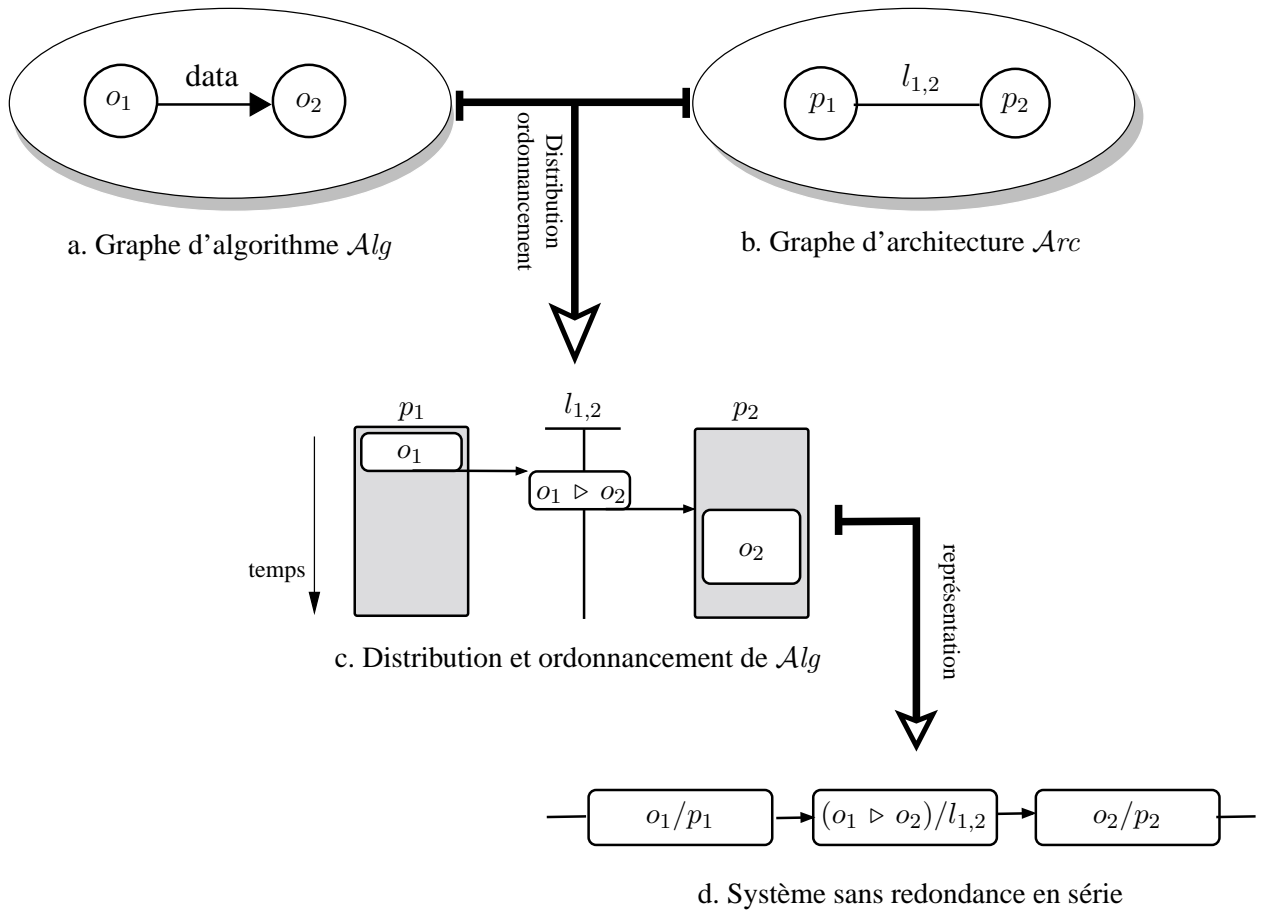 o₁ data o₂
p₁ l₁,₂ p₂
Distribution
ordonnancement
a. Graphe d'algorithme 𝒜lg
b. Graphe d'architecture 𝒜rc
p₁ l₁,₂ p₂
o₁
o₁ ▷ o₂
o₂
temps
représentation
c. Distribution et ordonnancement de 𝒜lg
o₁/p₁ (o₁ ▷ o₂)/l₁,₂ o₂/p₂
d. Système sans redondance en série